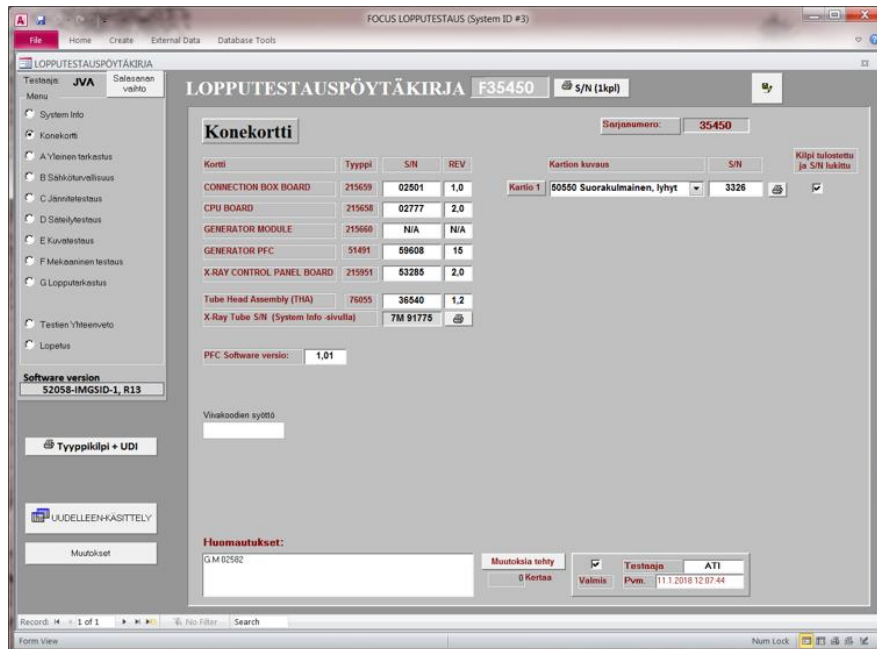 FOCUS LOPPUTESTAUS (System ID #3)
File Home Create External Data Database Tools
LOPPUTESTAUSPÖYTÄKIRJA
Testaaja: JVA Salasanan vaihto
Menu
System Info
Konekortti
A Yleinen tarkastus
B Sähköturvallisuus
C Jännitetestaus
D Säteilytestaus
E Kuvatestaus
F Mekaaninen testaus
G Lopputarkastus
Testien Yhteenveto
Lopetus
Software version
52058-IMGSID-1, R13
Tyyppikilpi + UDI
UUDELLEEN-KÄSITTELY
Muutokset
LOPPUTESTAUSPÖYTÄKIRJA F35450 S/N (1kpl)
Konekortti
Sarjanumero: 35450
Kortti Tyyppi S/N REV
CONNECTION BOX BOARD 215659 02501 1,0
CPU BOARD 215658 02777 2,0
GENERATOR MODULE 215660 N/A N/A
GENERATOR PFC 51491 59608 15
X-RAY CONTROL PANEL BOARD 215951 53285 2,0
Tube Head Assembly (THA) 76055 36540 1,2
X-Ray Tube S/N (System Info -sivulla) 7M 91775
Kartion kuvaus S/N Kilpi tulostettu ja S/N lukittu
Kartio 1 50550 Suorakulmainen, lyhyt 3326
PFC Software versio: 1,01
Viivakoodien syöttö
Huomautukset:
G.M 02582
Muutoksia tehty
0 Kertaa
Valmis
Testaaja ATI
Pvm. 11.1.2018 12:07:44
Record: 1 of 1 No Filter Search
Form View Num Lock